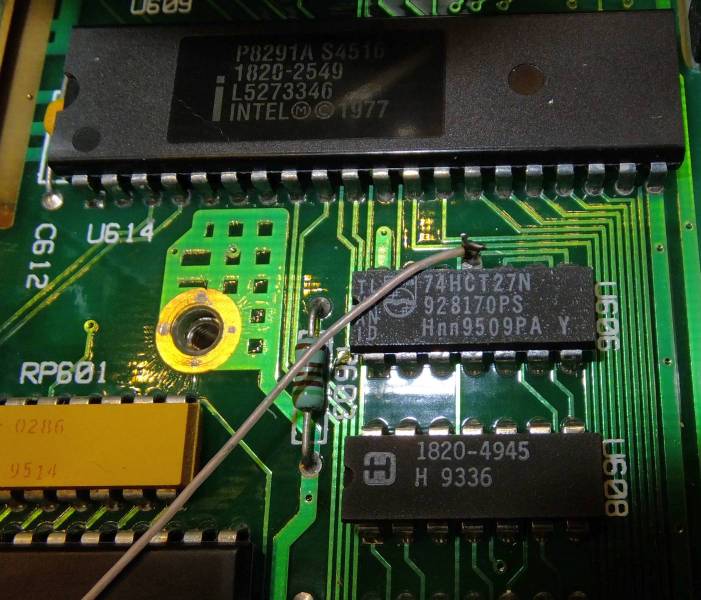 U609
P8291A S4516
1820-2549
L5273346
INTEL Ⓜ © 1977
C612
U614
74HCT27N
928170PS
Hnn9509PA Y
U606
RP601
0286
9514
1820-4945
H 9336
U608